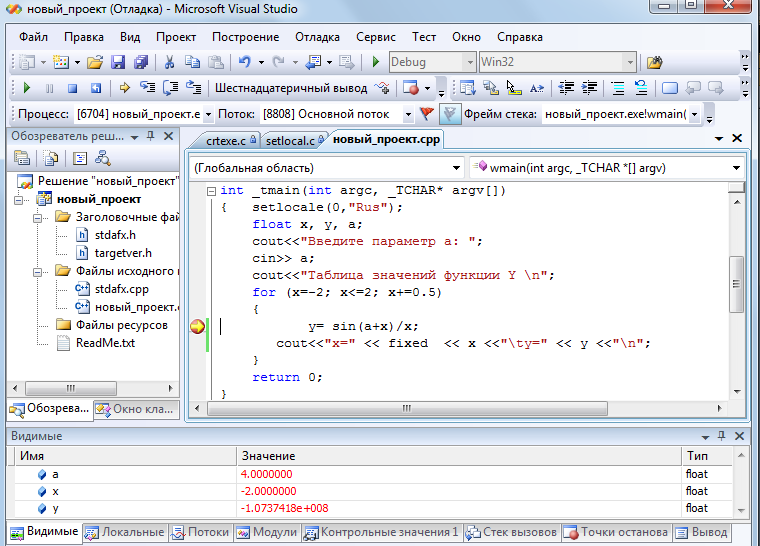 новый_проект (Отладка) - Microsoft Visual Studio
Файл Правка Вид Проект Построение Отладка Сервис Тест Окно Справка
Debug Win32
Шестнадцатеричный вывод
Процесс: [6704] новый_проект.e Поток: [8808] Основной поток Фрейм стека: новый_проект.exe!wmain(
Обозреватель реш...
Решение "новый_проект"
новый_проект
Заголовочные фай
stdafx.h
targetver.h
Файлы исходного к
stdafx.cpp
новый_проект.c
Файлы ресурсов
ReadMe.txt
Обозрева... Окно кла...
crtexe.c setlocal.c новый_проект.cpp
(Глобальная область) wmain(int argc, _TCHAR *[] argv)
int _tmain(int argc, _TCHAR* argv[])
{ setlocale(0,"Rus");
float x, y, a;
cout<<"Введите параметр a: ";
cin>> a;
cout<<"Таблица значений функции Y \n";
for (x=-2; x<=2; x+=0.5)
{
y= sin(a+x)/x;
cout<<"x=" << fixed << x <<"\ty=" << y <<"\n";
}
return 0;
}
Видимые
Имя Значение Тип
a 4.0000000 float
x -2.0000000 float
y -1.0737418e+008 float
Видимые Локальные Потоки Модули Контрольные значения 1 Стек вызовов Точки останова Вывод